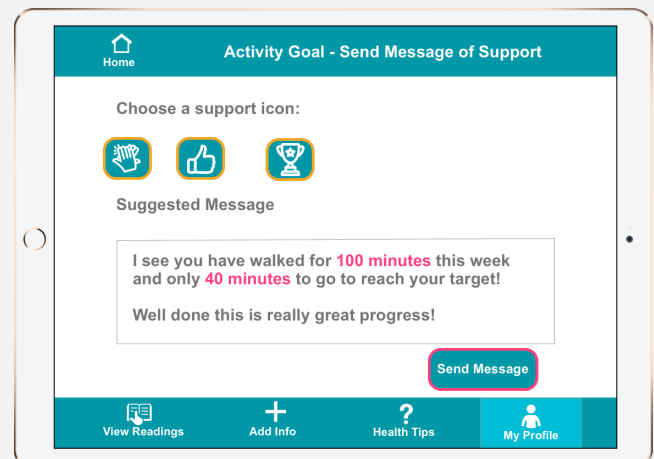 Home
Activity Goal - Send Message of Support
Choose a support icon:
Suggested Message
I see you have walked for 100 minutes this week
and only 40 minutes to go to reach your target!
Well done this is really great progress!
Send Message
View Readings
Add Info
Health Tips
My Profile